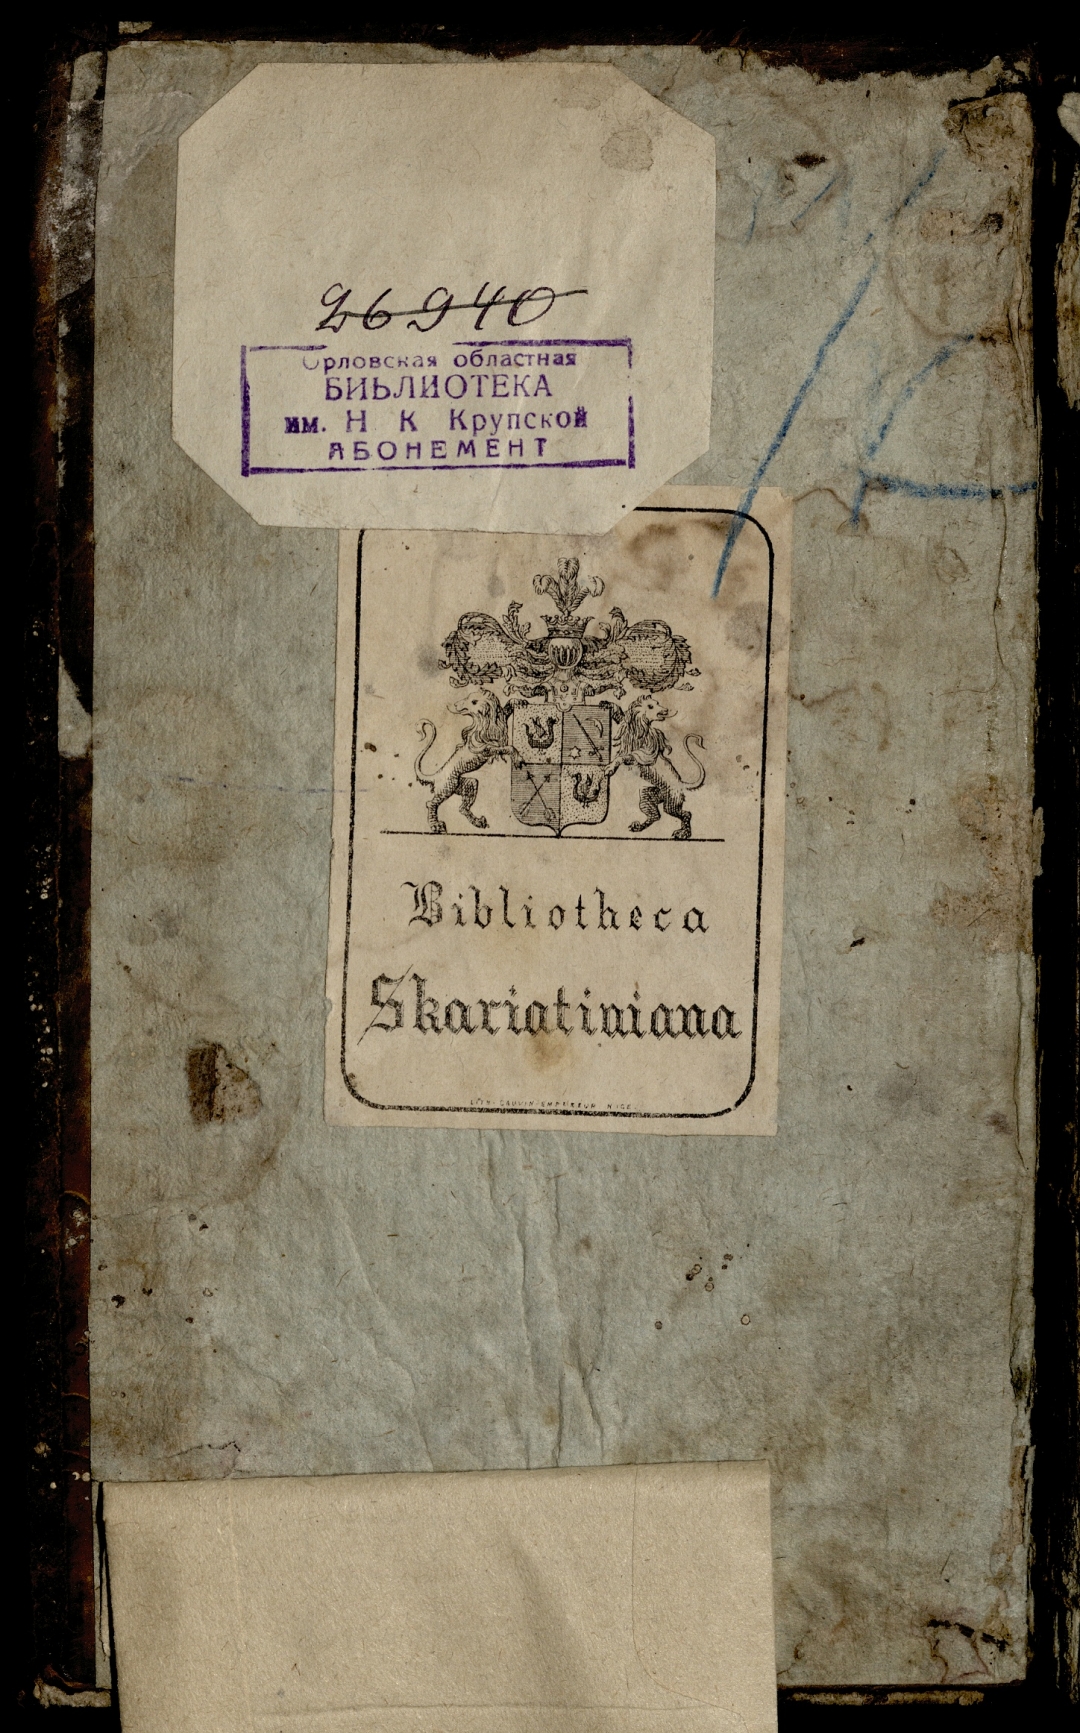 26940
Орловская областная
БИБЛИОТЕКА
им. Н К Крупской
АБОНЕМЕНТ
Bibliotheca
Skariatiniana